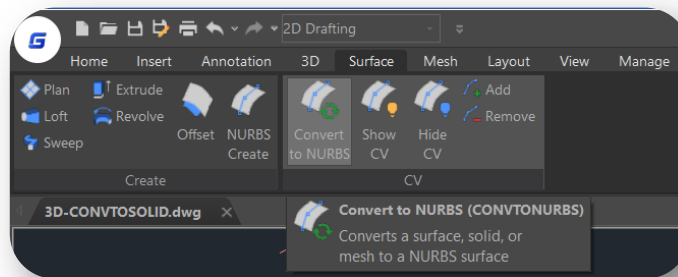 G
2D Drafting
Home Insert Annotation 3D Surface Mesh Layout View Manage
Plan Extrude
Loft Revolve
Sweep
Offset
NURBS
Create
Create
Convert
to NURBS
Show
CV
Hide
CV
Add
Remove
CV
3D-CONVTOSOLID.dwg
Convert to NURBS (CONVTONURBS)
Converts a surface, solid, or
mesh to a NURBS surface